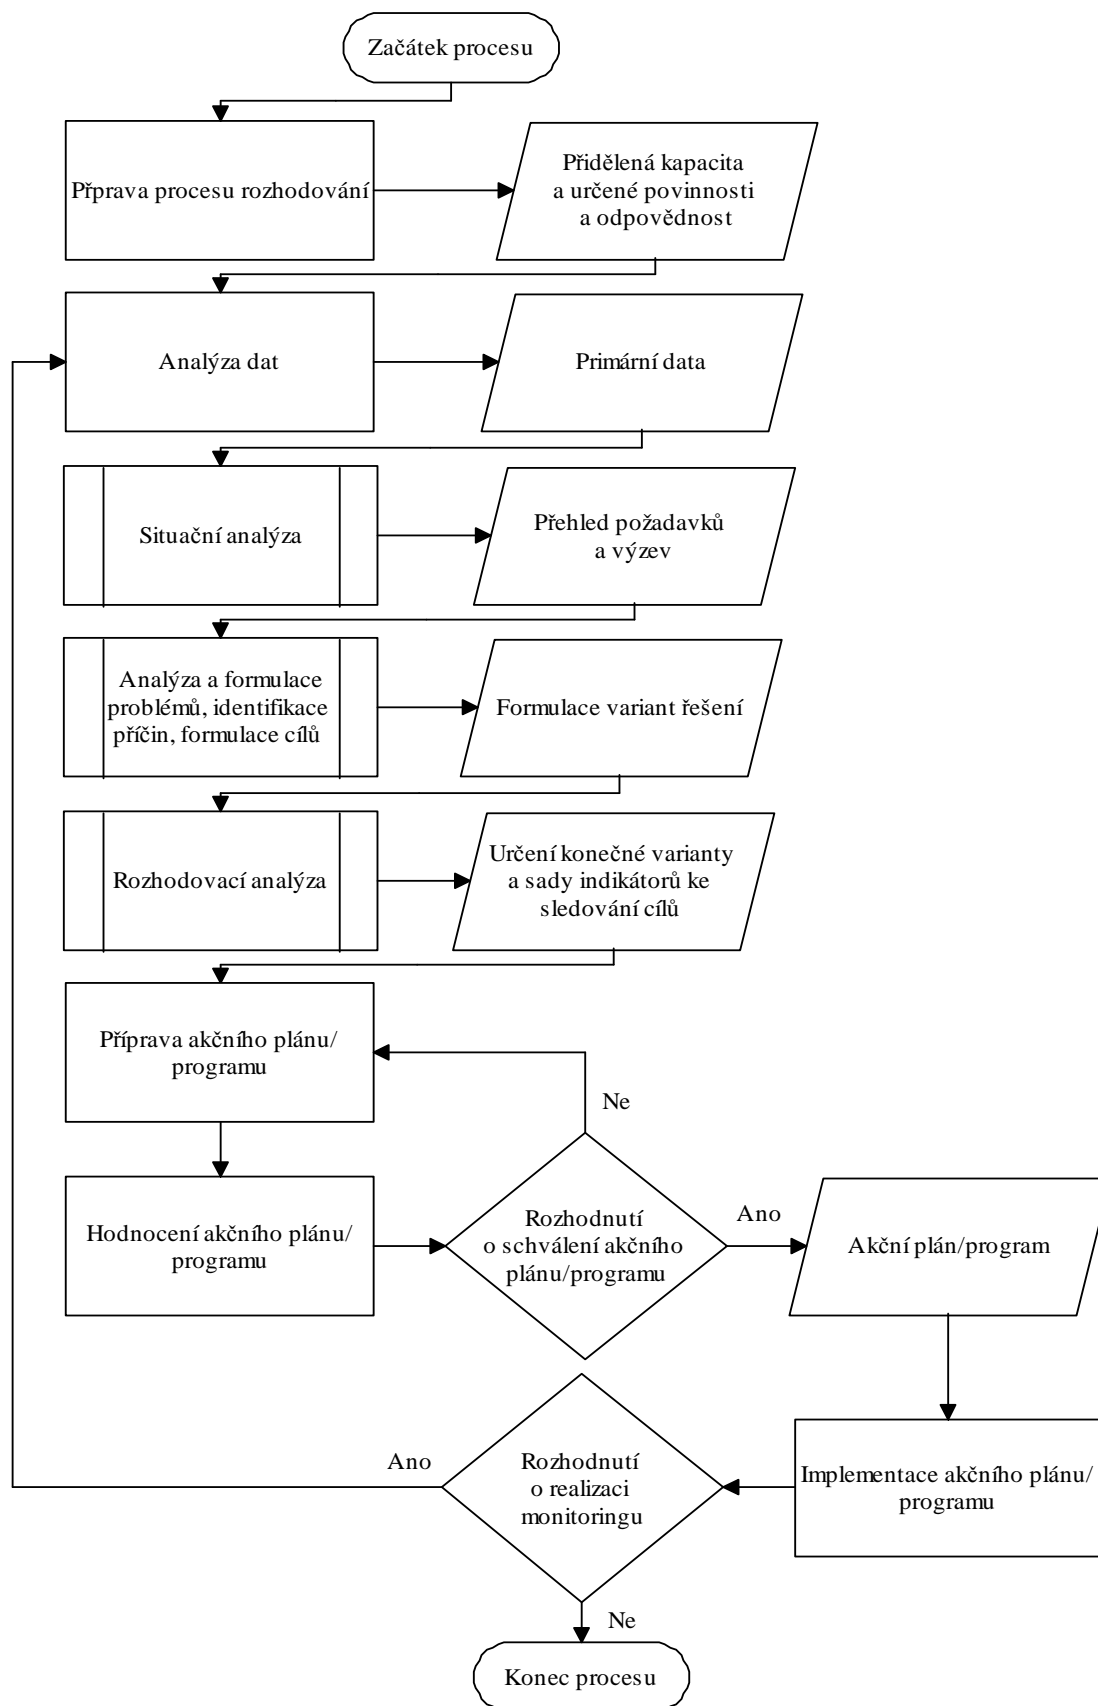 Začátek procesu
Přprava procesu rozhodování
Přidělená kapacita
a určené povinnosti
a odpovědnost
Analýza dat
Primární data
Situační analýza
Přehled požadavků
a výzev
Analýza a formulace
problémů, identifikace
příčin, formulace cílů
Formulace variant řešení
Rozhodovací analýza
Určení konečné varianty
a sady indikátorů ke
sledování cílů
Příprava akčního plánu/
programu
Ne
Hodnocení akčního plánu/
programu
Rozhodnutí
o schválení akčního
plánu/programu
Ano
Akční plán/program
Ano
Rozhodnutí
o realizaci
monitoringu
Implementace akčního plánu/
programu
Ne
Konec procesu